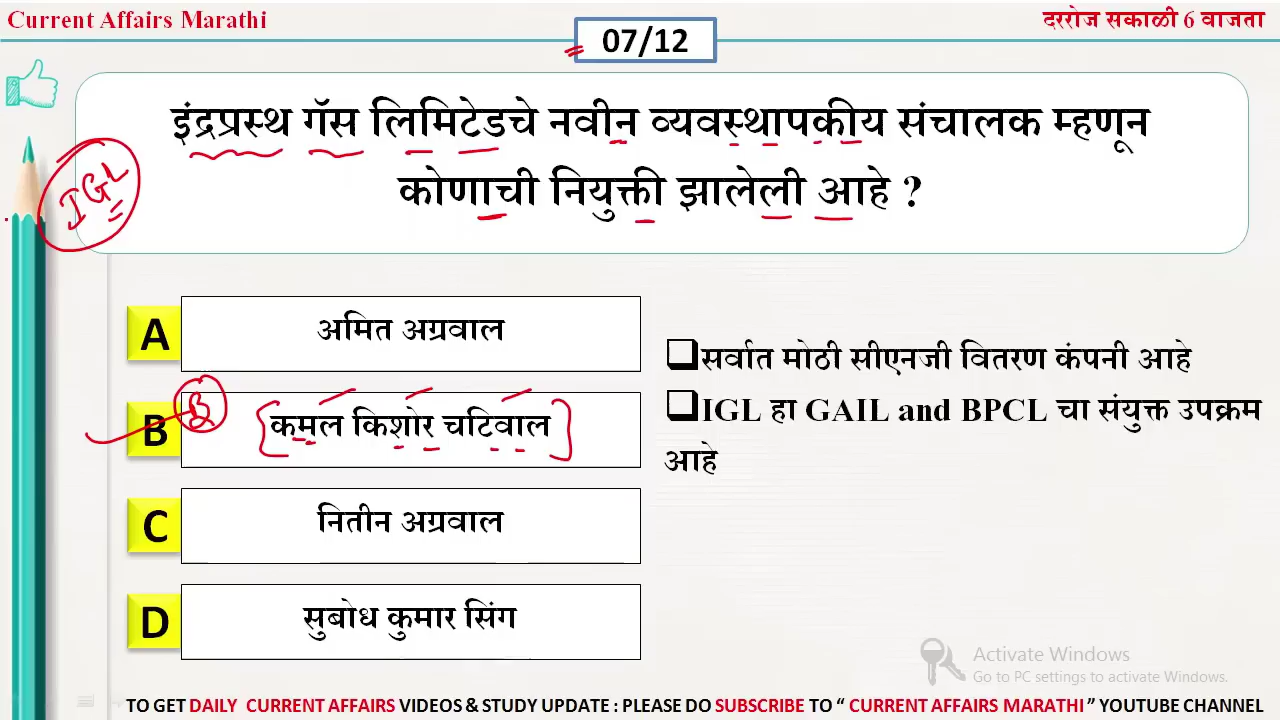 Current Affairs Marathi
दररोज सकाळी 6 वाजता
07/12
इंद्रप्रस्थ गॅस लिमिटेडचे नवीन व्यवस्थापकीय संचालक म्हणून
कोणाची नियुक्ती झालेली आहे ?
IGL
A
अमित अग्रवाल
B
B
कमल किशोर चटिवाल
C
नितीन अग्रवाल
D
सुबोध कुमार सिंग
❑सर्वात मोठी सीएनजी वितरण कंपनी आहे
❑IGL हा GAIL and BPCL चा संयुक्त उपक्रम
आहे
Activate Windows
Go to PC settings to activate Windows.
TO GET DAILY CURRENT AFFAIRS VIDEOS & STUDY UPDATE : PLEASE DO SUBSCRIBE TO “ CURRENT AFFAIRS MARATHI ” YOUTUBE CHANNEL